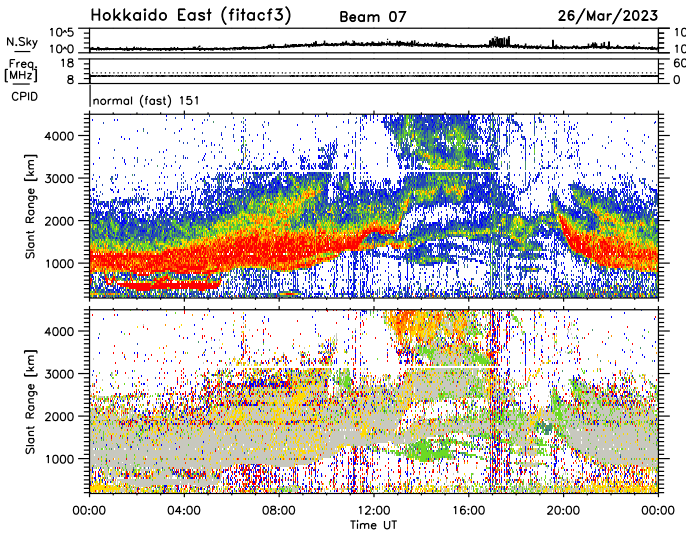 Hokkaido East (fitacf3) Beam 07 26/Mar/2023
N.Sky 10^5 10^0
Freq. [MHz] 18 8 60 0
CPID normal (fast) 151
Slant Range [km] 4000 3000 2000 1000
Slant Range [km] 4000 3000 2000 1000
00:00 04:00 08:00 12:00 16:00 20:00 00:00
Time UT